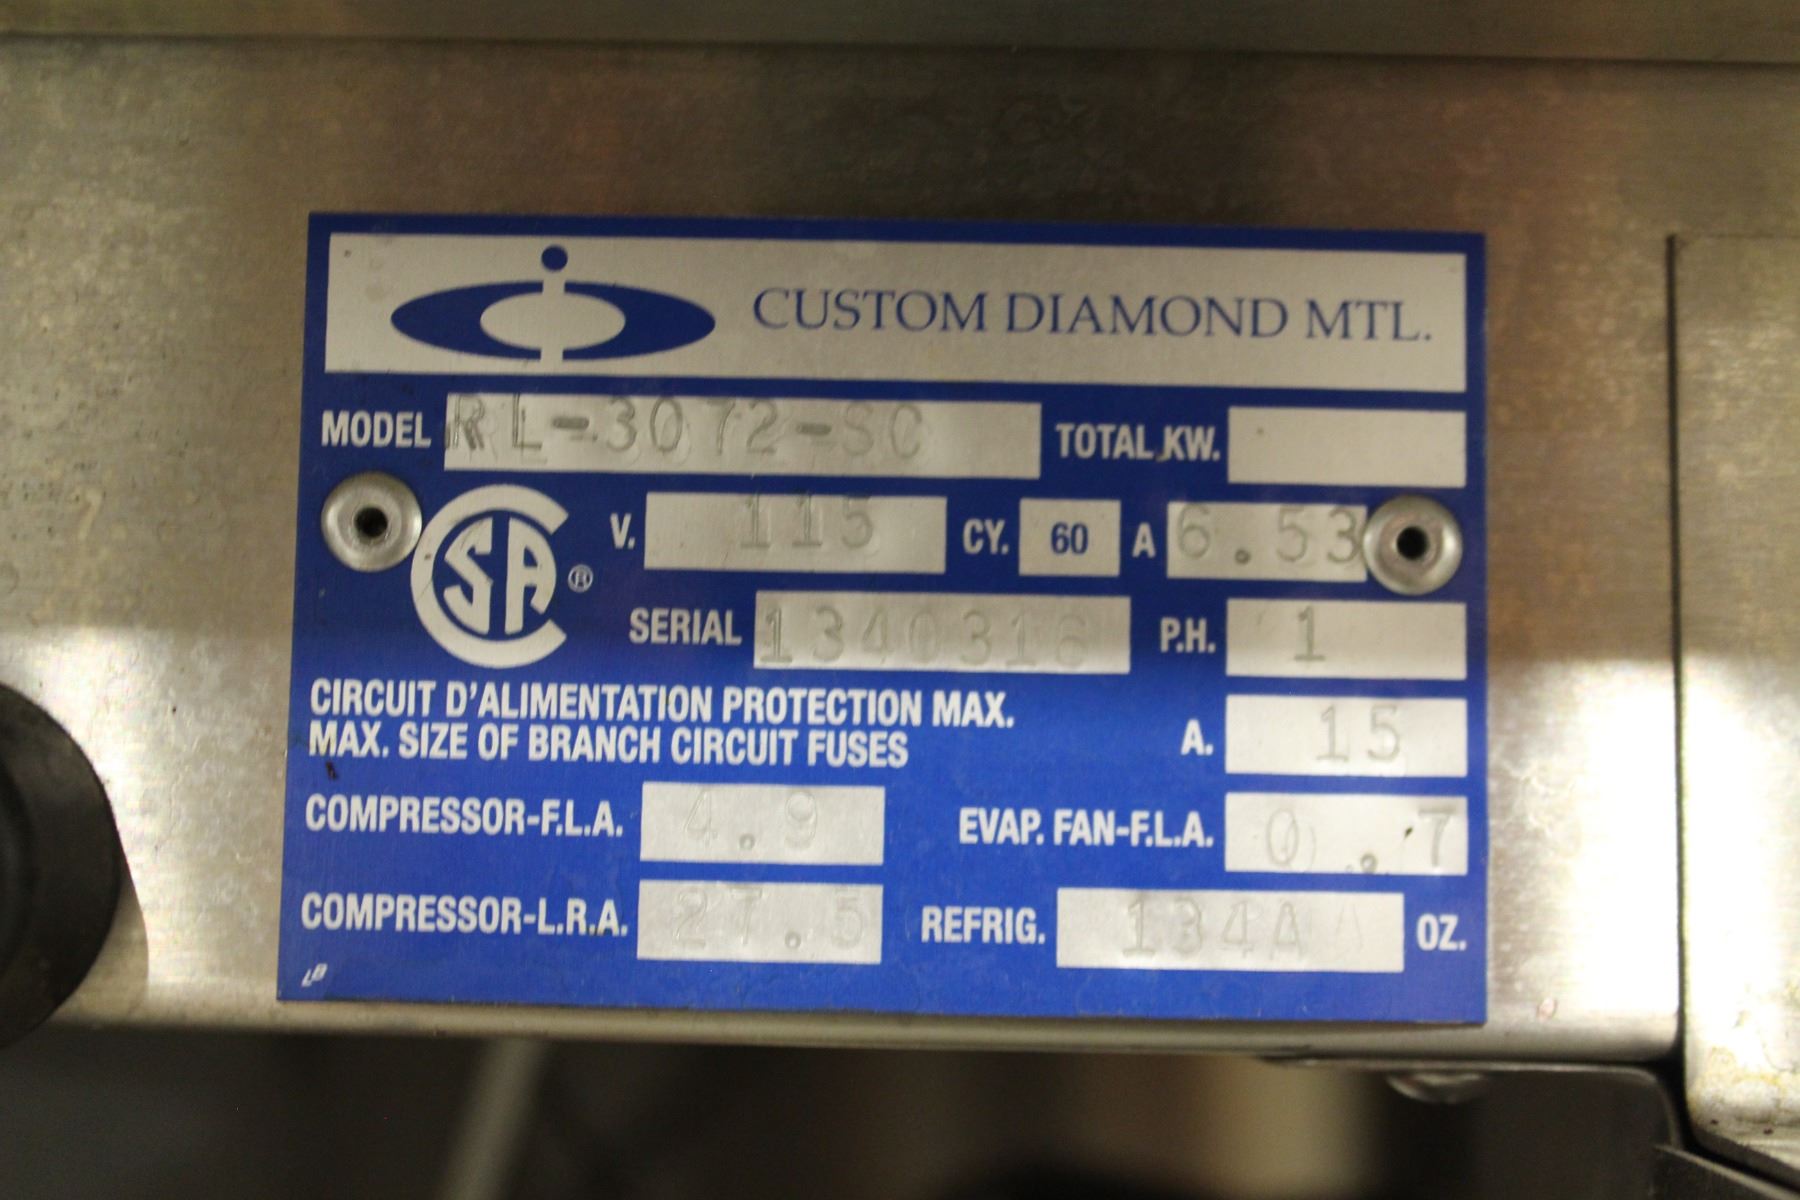 CUSTOM DIAMOND MTL.
MODEL RL-3072-SC TOTAL KW.
SA ® V. 115 CY. 60 A 6.53
SERIAL 1340316 P.H. 1
CIRCUIT D'ALIMENTATION PROTECTION MAX.
MAX. SIZE OF BRANCH CIRCUIT FUSES A. 15
COMPRESSOR-F.L.A. 4.9 EVAP. FAN-F.L.A. 0.7
COMPRESSOR-L.R.A. 27.5 REFRIG. 134A OZ.